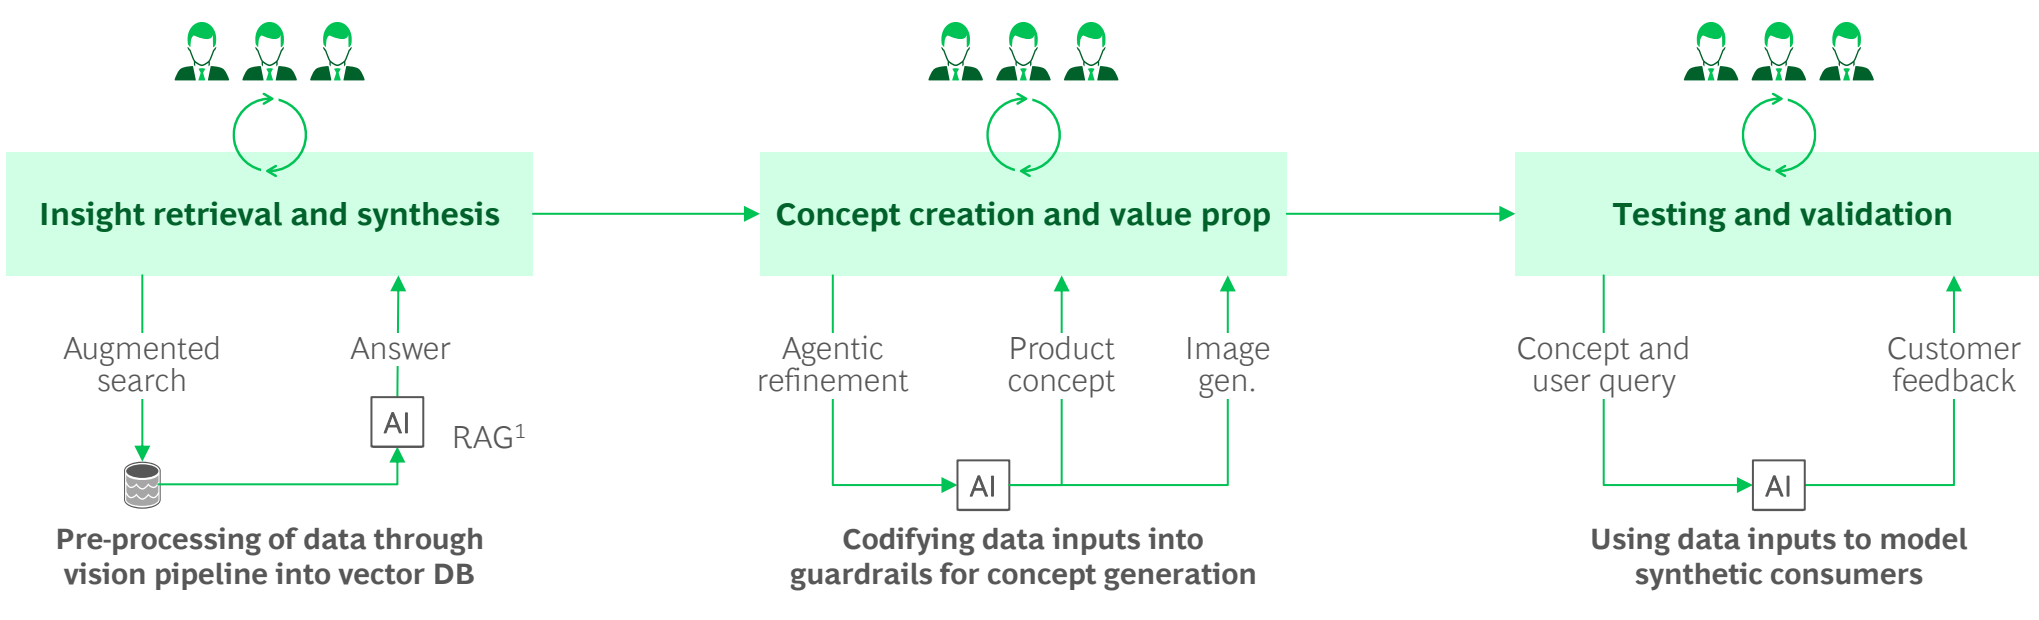 Insight retrieval and synthesis
Augmented
search
Answer
AI
RAG¹
Pre-processing of data through
vision pipeline into vector DB
Concept creation and value prop
Agentic
refinement
Product
concept
Image
gen.
AI
Codifying data inputs into
guardrails for concept generation
Testing and validation
Concept and
user query
Customer
feedback
AI
Using data inputs to model
synthetic consumers